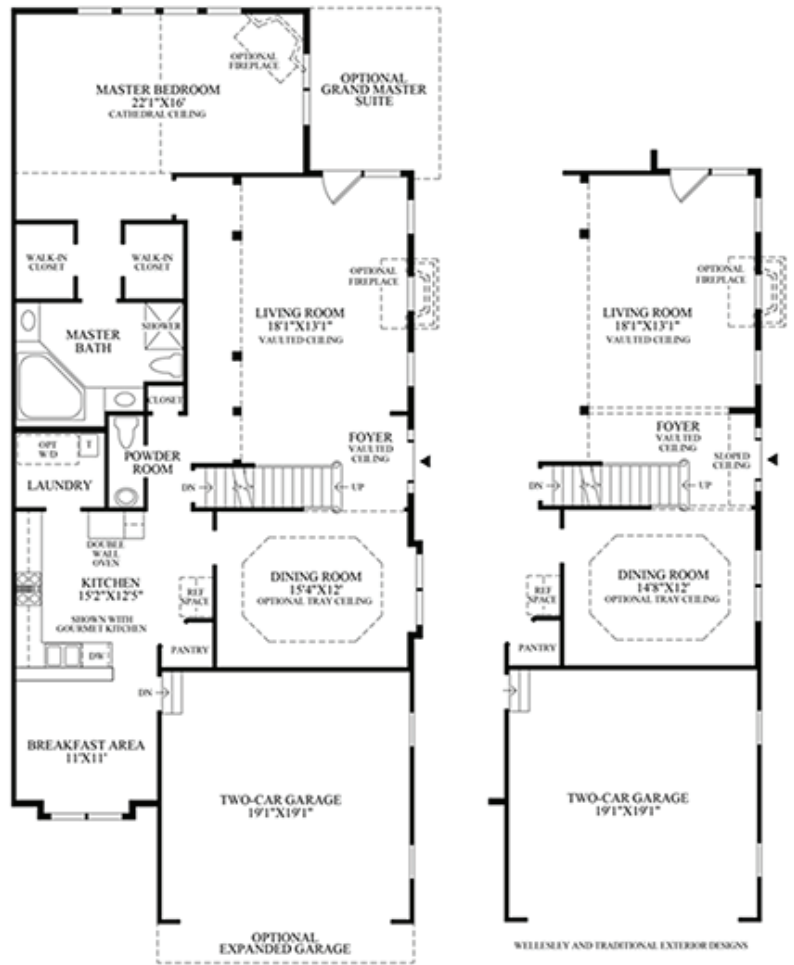 OPTIONAL
FIREPLACE
MASTER BEDROOM
22'1"X16'
CATHEDRAL CEILING
OPTIONAL
GRAND MASTER
SUITE
WALK-IN
CLOSET
WALK-IN
CLOSET
OPTIONAL
FIREPLACE
LIVING ROOM
18'1"X13'1"
VAULTED CEILING
MASTER
BATH
SHOWER
CLOSET
OPT
W/D
T
POWDER
ROOM
FOYER
VAULTED
CEILING
LAUNDRY
DN
UP
DOUBLE
WALL
OVEN
KITCHEN
15'2"X12'5"
SHOWN WITH
GOURMET KITCHEN
REF
SPACE
DINING ROOM
15'4"X12'
OPTIONAL TRAY CEILING
DW
PANTRY
DN
BREAKFAST AREA
11'X11'
TWO-CAR GARAGE
19'1"X19'1"
OPTIONAL
EXPANDED GARAGE
OPTIONAL
FIREPLACE
LIVING ROOM
18'1"X13'1"
VAULTED CEILING
FOYER
VAULTED
CEILING
SLOPED
CEILING
DN
UP
REF
SPACE
DINING ROOM
14'8"X12'
OPTIONAL TRAY CEILING
PANTRY
TWO-CAR GARAGE
19'1"X19'1"
WELLESLEY AND TRADITIONAL EXTERIOR DESIGNS